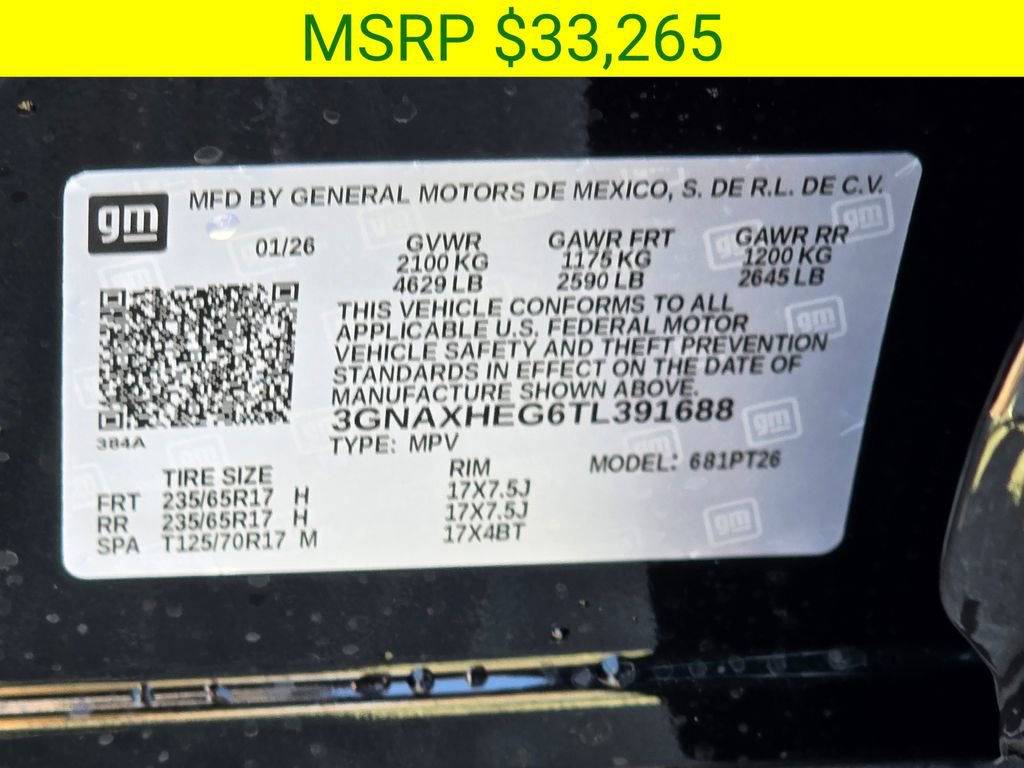 MSRP $33,265
gm MFD BY GENERAL MOTORS DE MEXICO, S. DE R.L. DE C.V.
01/26 GVWR GAWR FRT GAWR RR
2100 KG 1175 KG 1200 KG
4629 LB 2590 LB 2645 LB
THIS VEHICLE CONFORMS TO ALL
APPLICABLE U.S. FEDERAL MOTOR
VEHICLE SAFETY AND THEFT PREVENTION
STANDARDS IN EFFECT ON THE DATE OF
MANUFACTURE SHOWN ABOVE.
3GNAXHEG6TL391688
384A
TYPE: MPV MODEL: 681PT26
TIRE SIZE RIM
FRT 235/65R17 H 17X7.5J
RR 235/65R17 H 17X7.5J
SPA T125/70R17 M 17X4BT